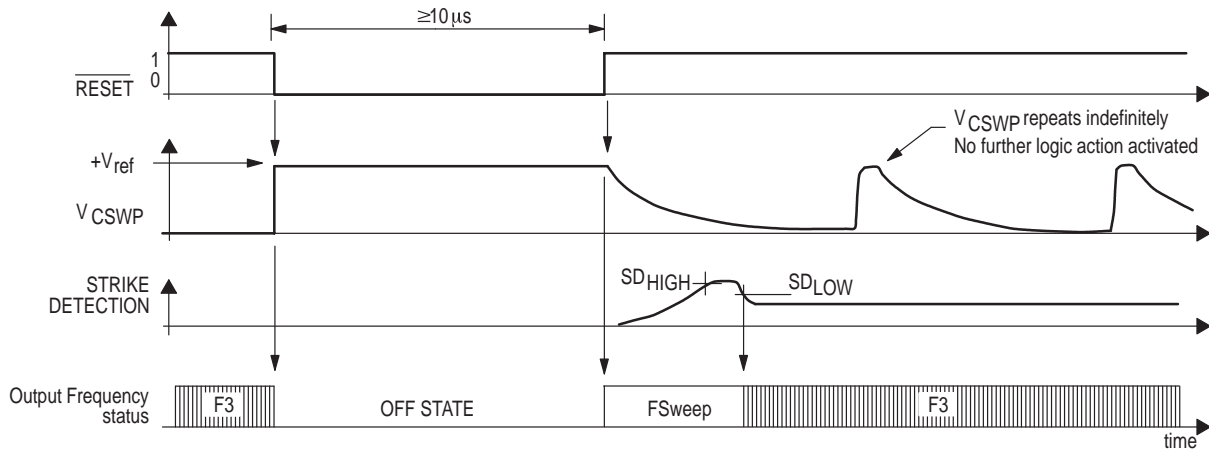 ≥10 µs
1
0
RESET
VCSWP repeats indefinitely
No further logic action activated
+Vref
V CSWP
STRIKE
DETECTION
SDHIGH
SDLOW
Output Frequency
status
F3
OFF STATE
FSweep
F3
time